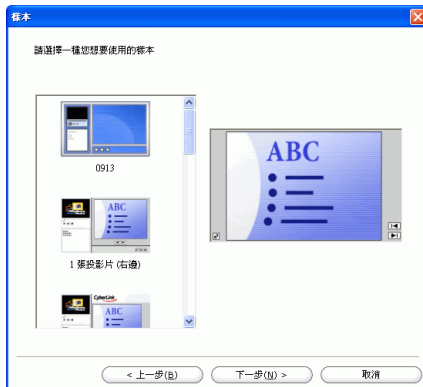 樣本
請選擇一種您想要使用的樣本
0913
ABC
1 張投影片 (右邊)
CyberLink
ABC
ABC
< 上一步(B)
下一步(N) >
取消